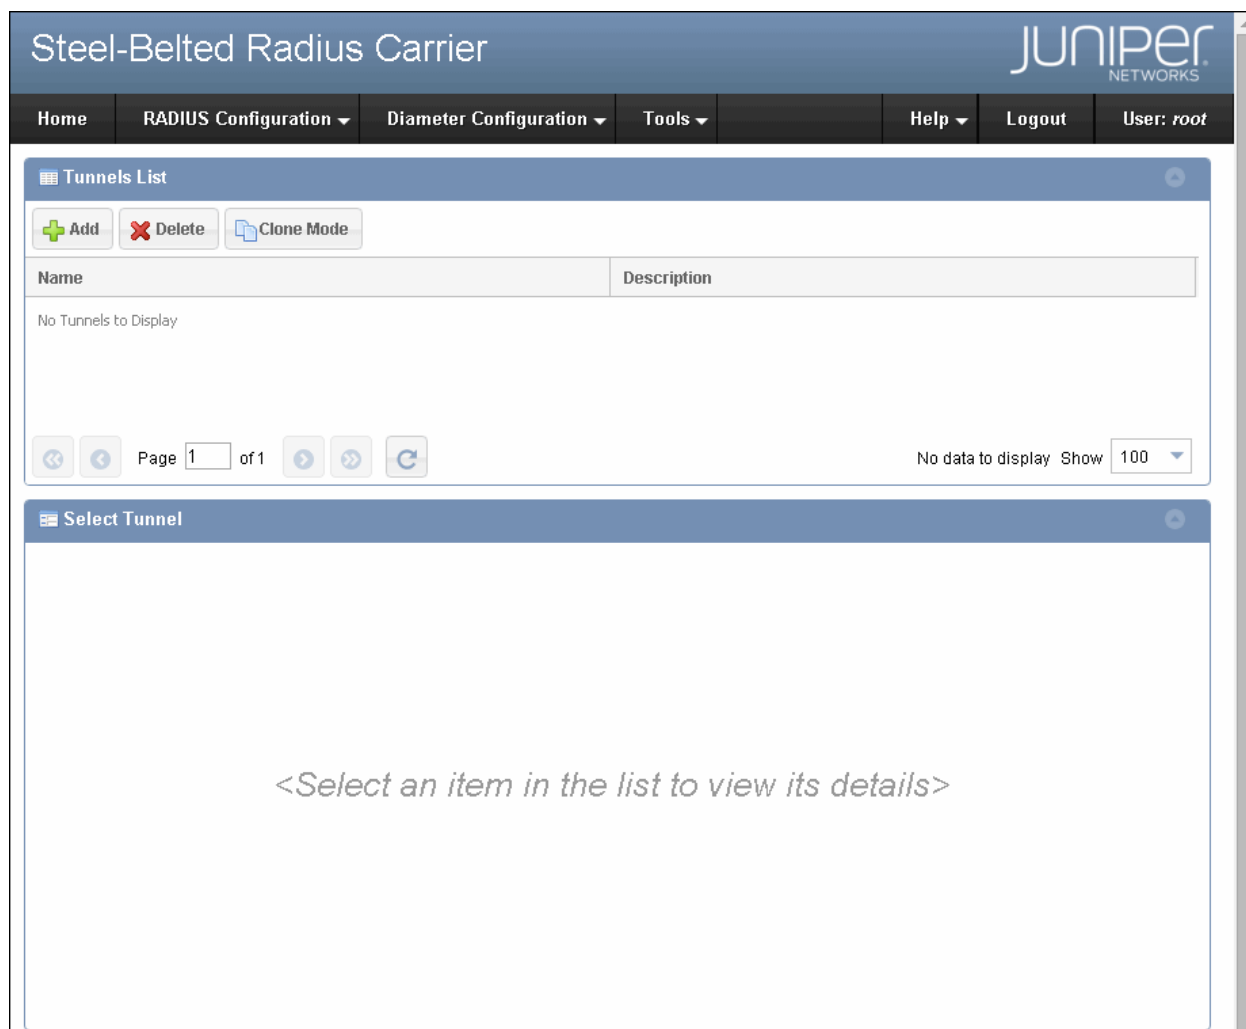 Steel-Belted Radius Carrier
JUNIPER
NETWORKS
Home RADIUS Configuration Diameter Configuration Tools Help Logout User: root
Tunnels List
Add Delete Clone Mode
Name Description
No Tunnels to Display
Page 1 of 1 No data to display Show 100
Select Tunnel
<Select an item in the list to view its details>